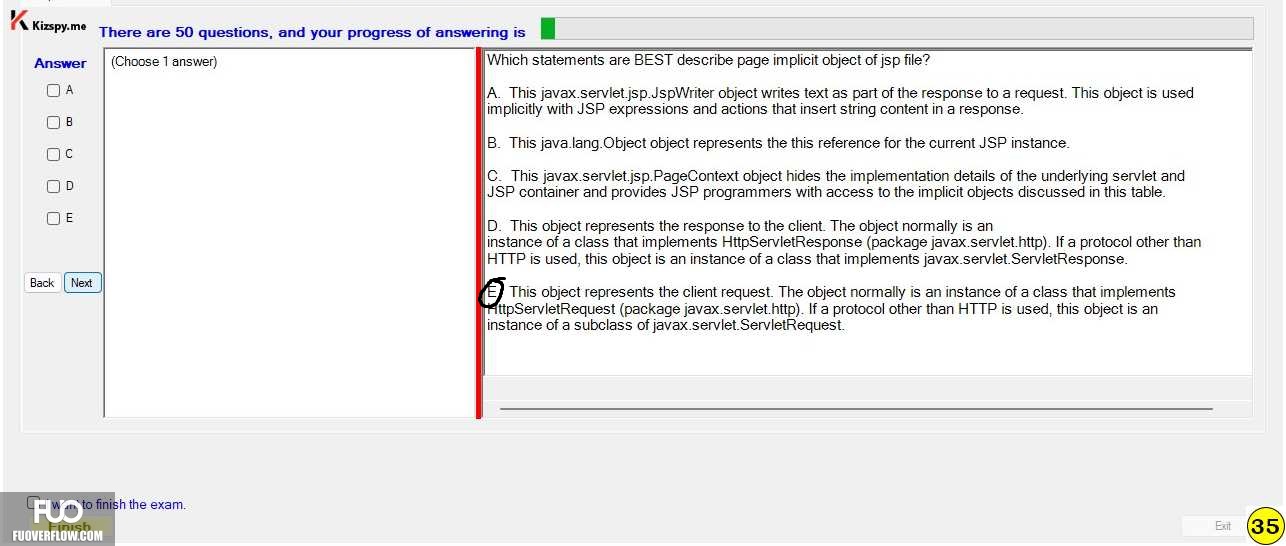 Kizspy.me
There are 50 questions, and your progress of answering is
Answer
(Choose 1 answer)
A
B
C
D
E
Back
Next
Which statements are BEST describe page implicit object of jsp file?
A. This javax.servlet.jsp.JspWriter object writes text as part of the response to a request. This object is used
implicitly with JSP expressions and actions that insert string content in a response.
B. This java.lang.Object object represents the this reference for the current JSP instance.
C. This javax.servlet.jsp.PageContext object hides the implementation details of the underlying servlet and
JSP container and provides JSP programmers with access to the implicit objects discussed in this table.
D. This object represents the response to the client. The object normally is an
instance of a class that implements HttpServletResponse (package javax.servlet.http). If a protocol other than
HTTP is used, this object is an instance of a class that implements javax.servlet.ServletResponse.
E. This object represents the client request. The object normally is an instance of a class that implements
HttpServletRequest (package javax.servlet.http). If a protocol other than HTTP is used, this object is an
instance of a subclass of javax.servlet.ServletRequest.
I want to finish the exam.
Finish
FUO
FUOVERFLOW.COM
Exit
35